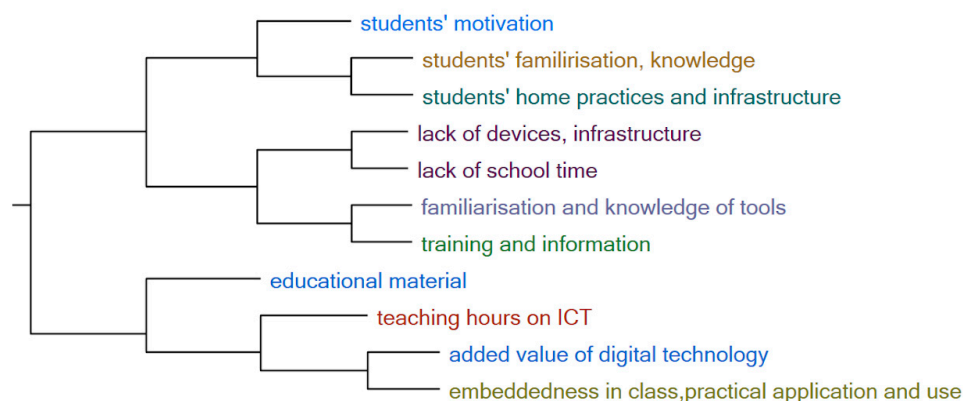 students' motivation
students' familirisation, knowledge
students' home practices and infrastructure
lack of devices, infrastructure
lack of school time
familiarisation and knowledge of tools
training and information
educational material
teaching hours on ICT
added value of digital technology
embeddedness in class,practical application and use